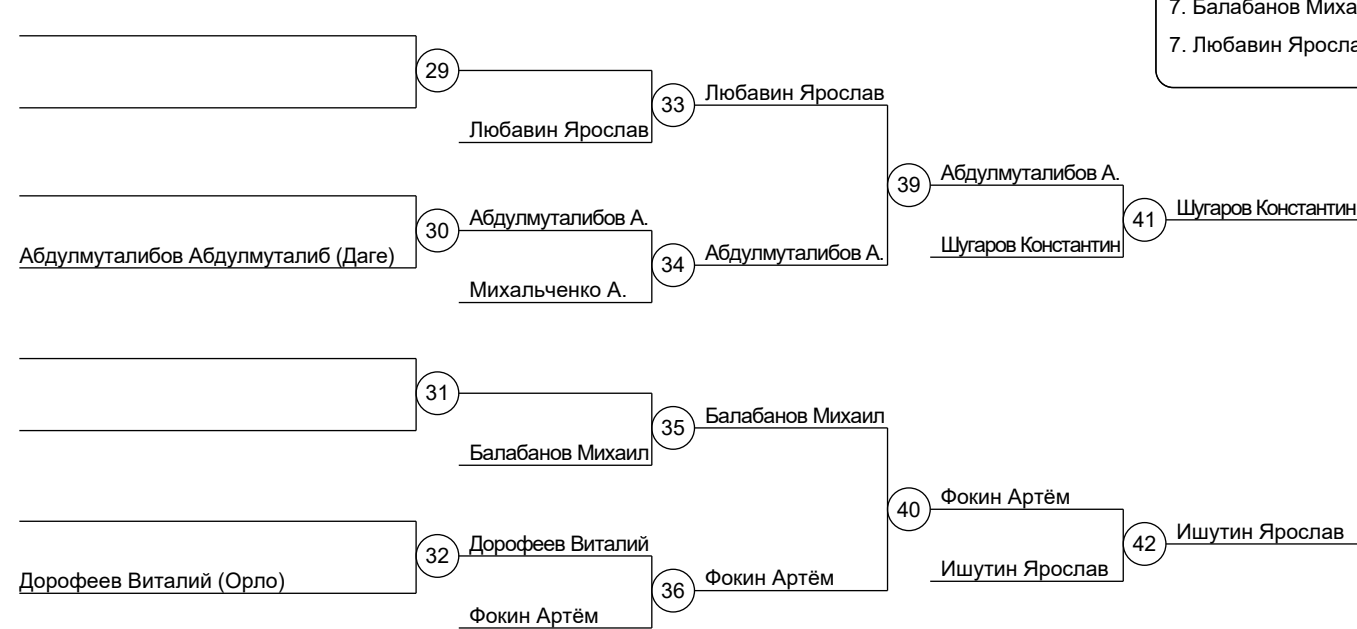 7. Балабанов Миха
7. Любавин Яросла
29
Любавин Ярослав
33
Любавин Ярослав
Абдулмуталибов Абдулмуталиб (Даге)
30
Абдулмуталибов А.
Михальченко А.
34
Абдулмуталибов А.
39
Абдулмуталибов А.
Шугаров Константин
41
Шугаров Константин
31
Балабанов Михаил
35
Балабанов Михаил
Дорофеев Виталий (Орло)
32
Дорофеев Виталий
Фокин Артём
36
Фокин Артём
40
Фокин Артём
Ишутин Ярослав
42
Ишутин Ярослав